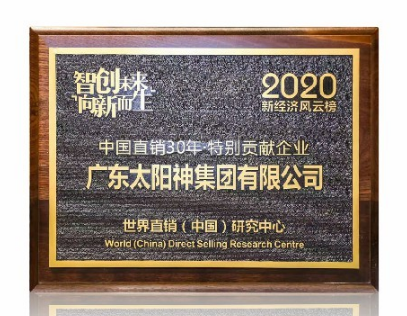 智创未来
向新而生
2020
新经济风云榜
中国直销30年·特别贡献企业
广东太阳神集团有限公司
世界直销（中国）研究中心
World (China) Direct Selling Research Centre